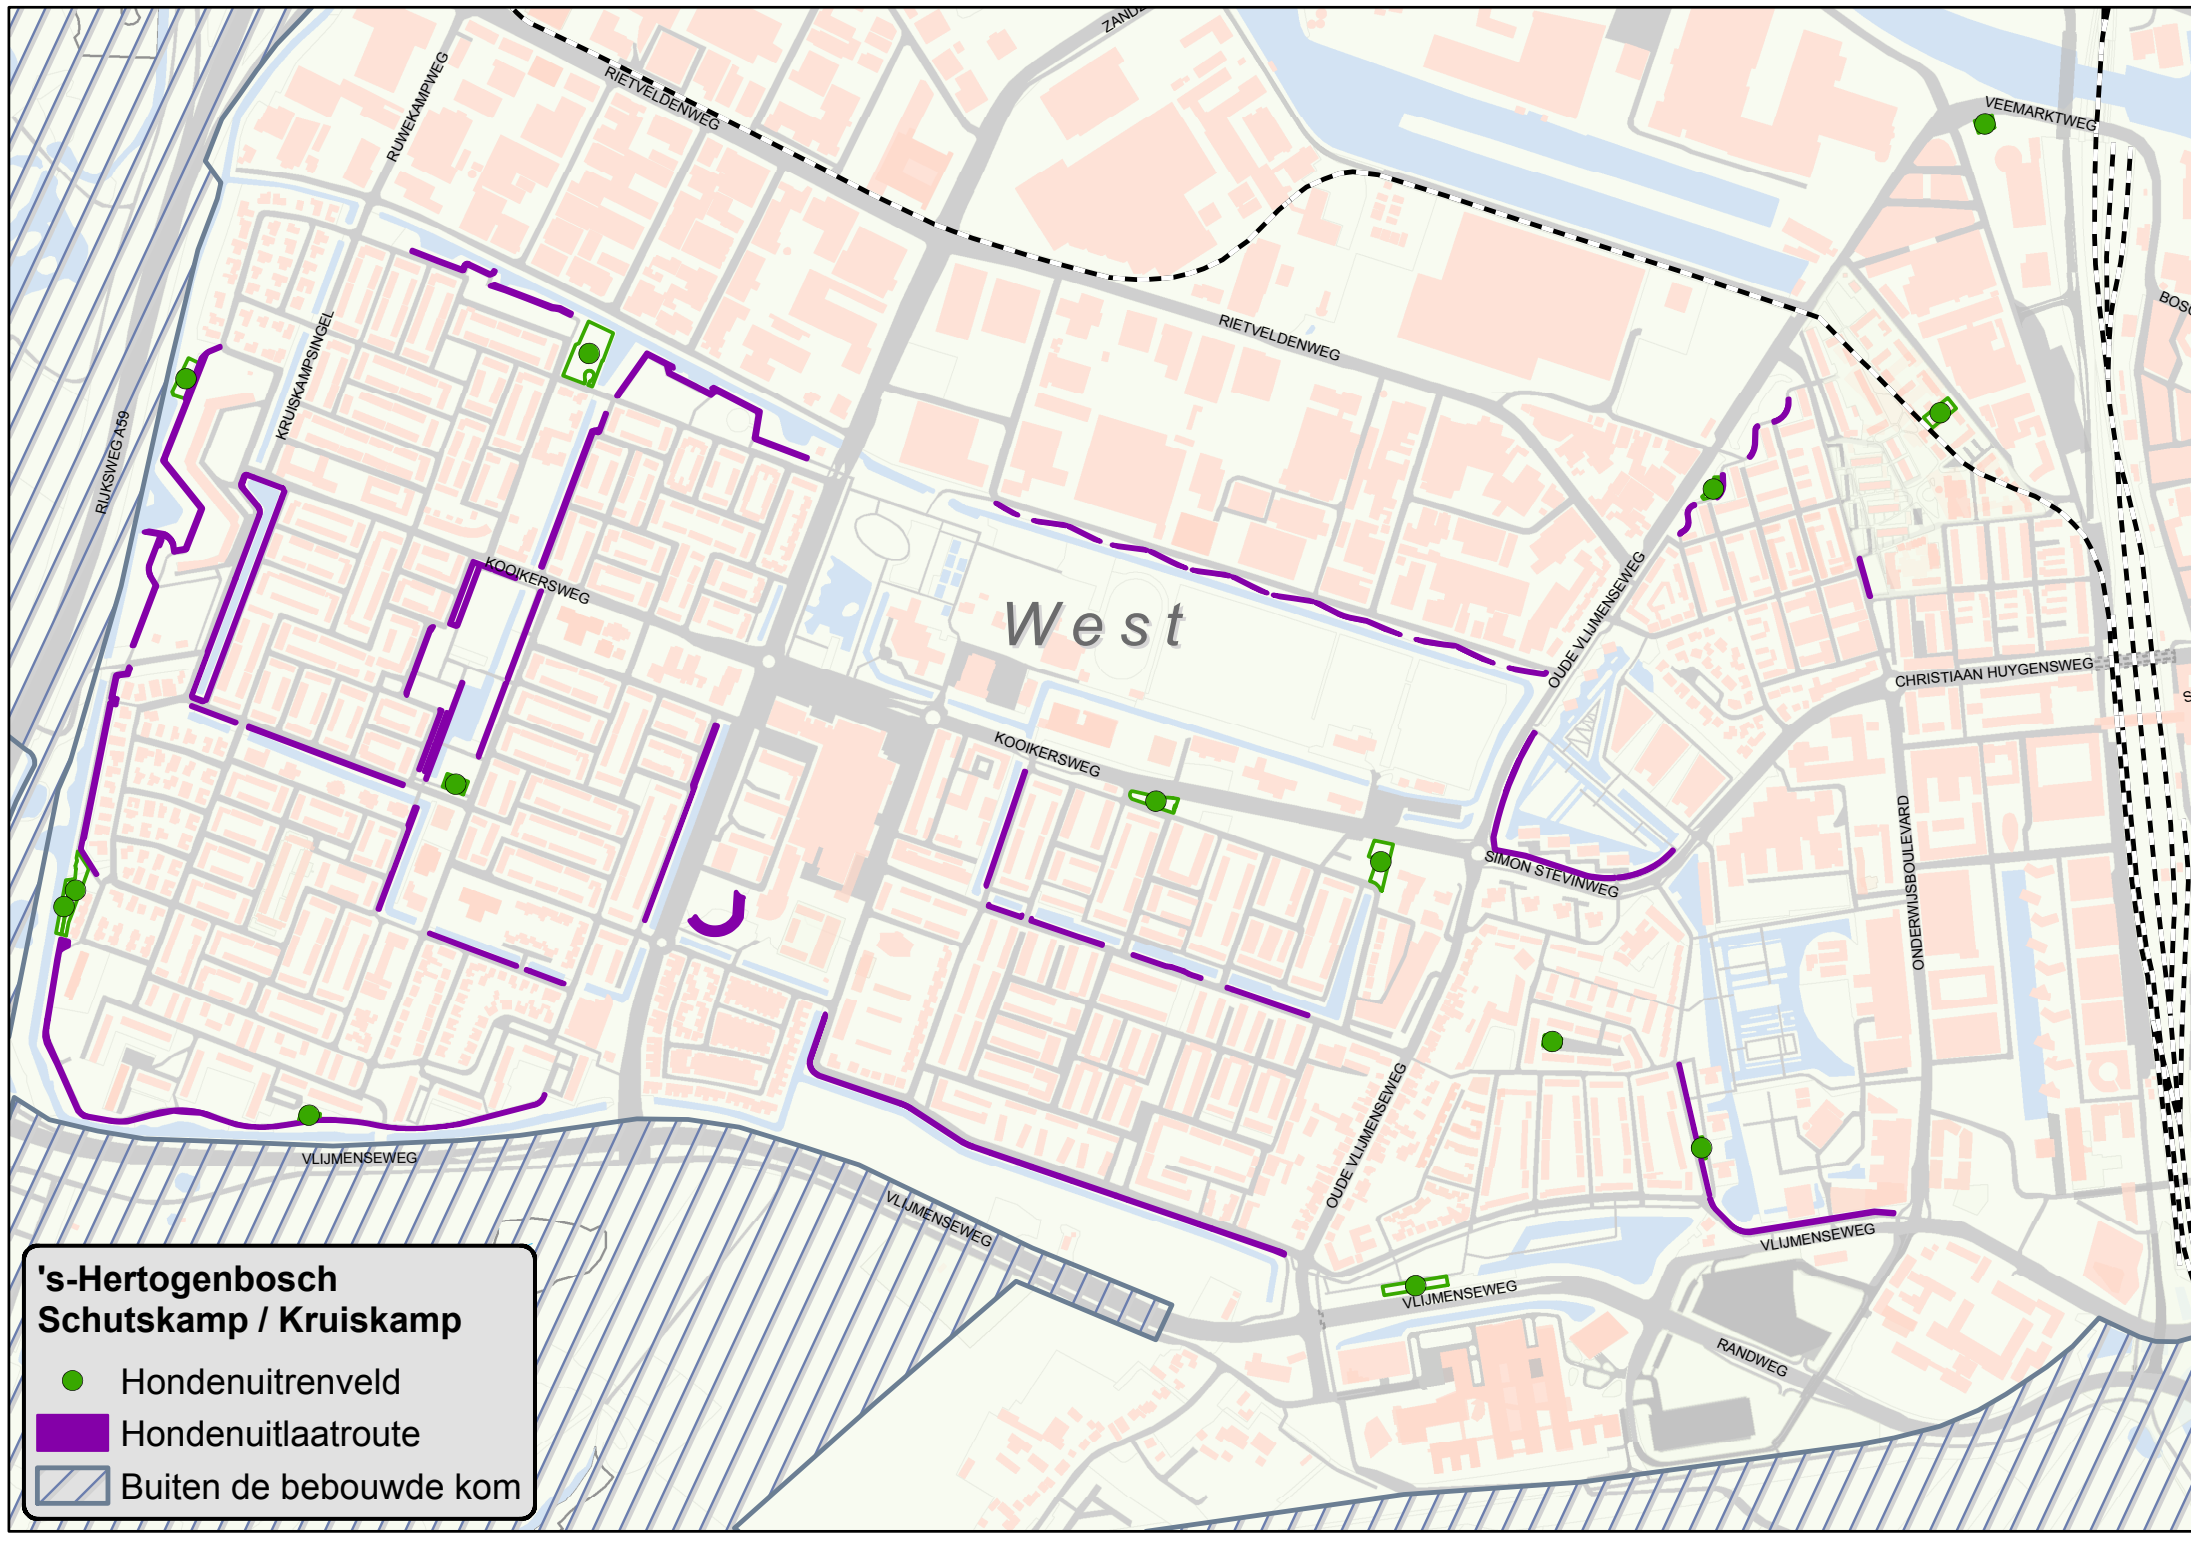 RUWEKAMPWEG
RIETVELDENWEG
VEEMARKTWEG
RIETVELDENWEG
KRUISKAMPSINGEL
RIJKSWEG A59
KOOIKERSWEG
West
OUDE VLIJMENSEWEG
CHRISTIAAN HUYGENSWEG
KOOIKERSWEG
SIMON STEVINWEG
ONDERWIJSBOULEVARD
OUDE VLIJMENSEWEG
VLIJMENSEWEG
VLIJMENSEWEG
VLIJMENSEWEG
VLIJMENSEWEG
RANDWEG
's-Hertogenbosch
Schutskamp / Kruiskamp
Hondenuitrenveld
Hondenuitlaatroute
Buiten de bebouwde kom